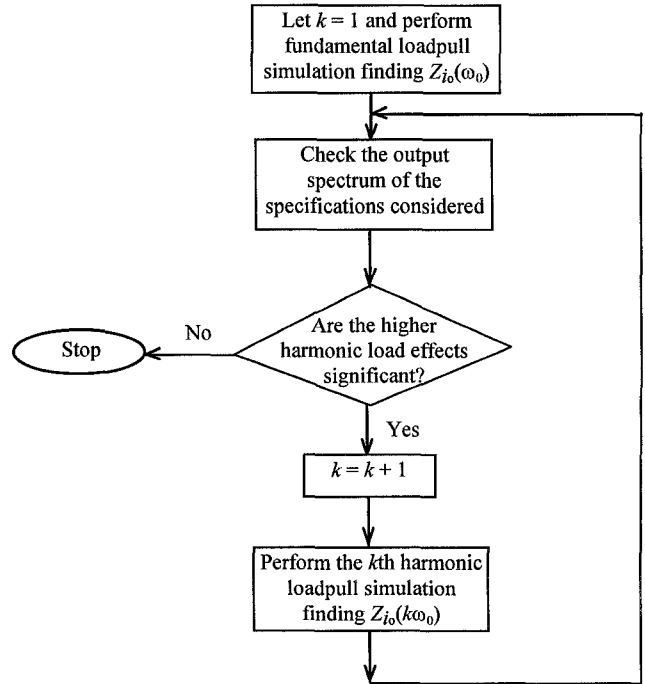 Let k = 1 and perform
fundamental loadpull
simulation finding Zio(ω0)
Check the output
spectrum of the
specifications considered
Are the higher
harmonic load effects
significant?
No
Stop
Yes
k = k + 1
Perform the kth harmonic
loadpull simulation
finding Zio(kω0)